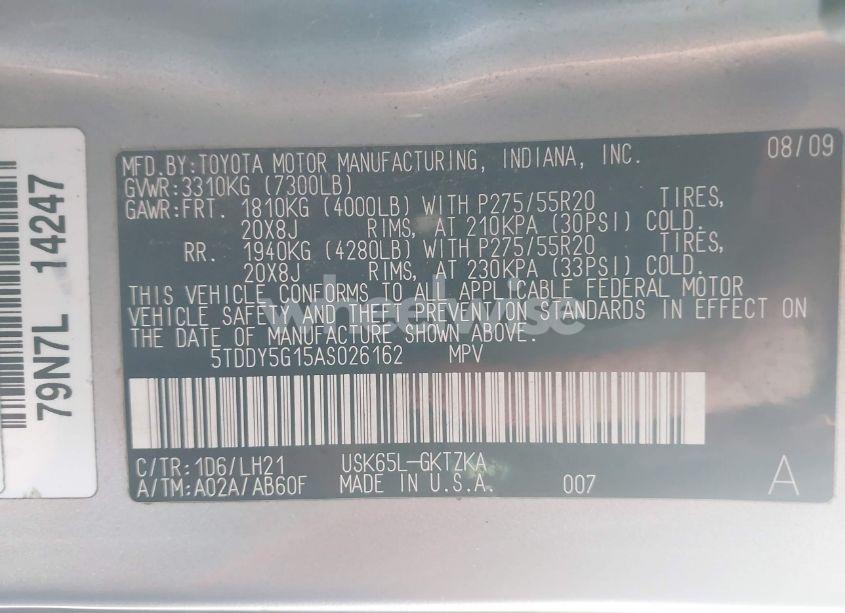 79N7L 14247
MFD.BY:TOYOTA MOTOR MANUFACTURING, INDIANA, INC. 08/09
GVWR:3310KG (7300LB)
GAWR:FRT. 1810KG (4000LB) WITH P275/55R20 TIRES,
20X8J RIMS, AT 210KPA (30PSI) COLD.
RR. 1940KG (4280LB) WITH P275/55R20 TIRES,
20X8J RIMS, AT 230KPA (33PSI) COLD.
THIS VEHICLE CONFORMS TO ALL APPLICABLE FEDERAL MOTOR
VEHICLE SAFETY AND THEFT PREVENTION STANDARDS IN EFFECT ON
THE DATE OF MANUFACTURE SHOWN ABOVE.
wheelwise
5TDDY5G15AS026162 MPV
C/TR:1D6/LH21 USK65L-GKTZKA
A/TM:A02A/AB60F MADE IN U.S.A. 007 A